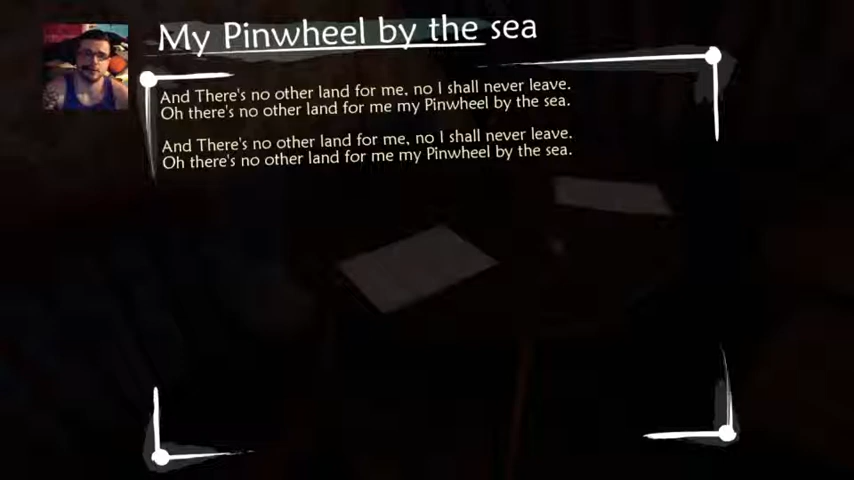 My Pinwheel by the sea
And There's no other land for me, no I shall never leave.
Oh there's no other land for me my Pinwheel by the sea.
And There's no other land for me, no I shall never leave.
Oh there's no other land for me my Pinwheel by the sea.